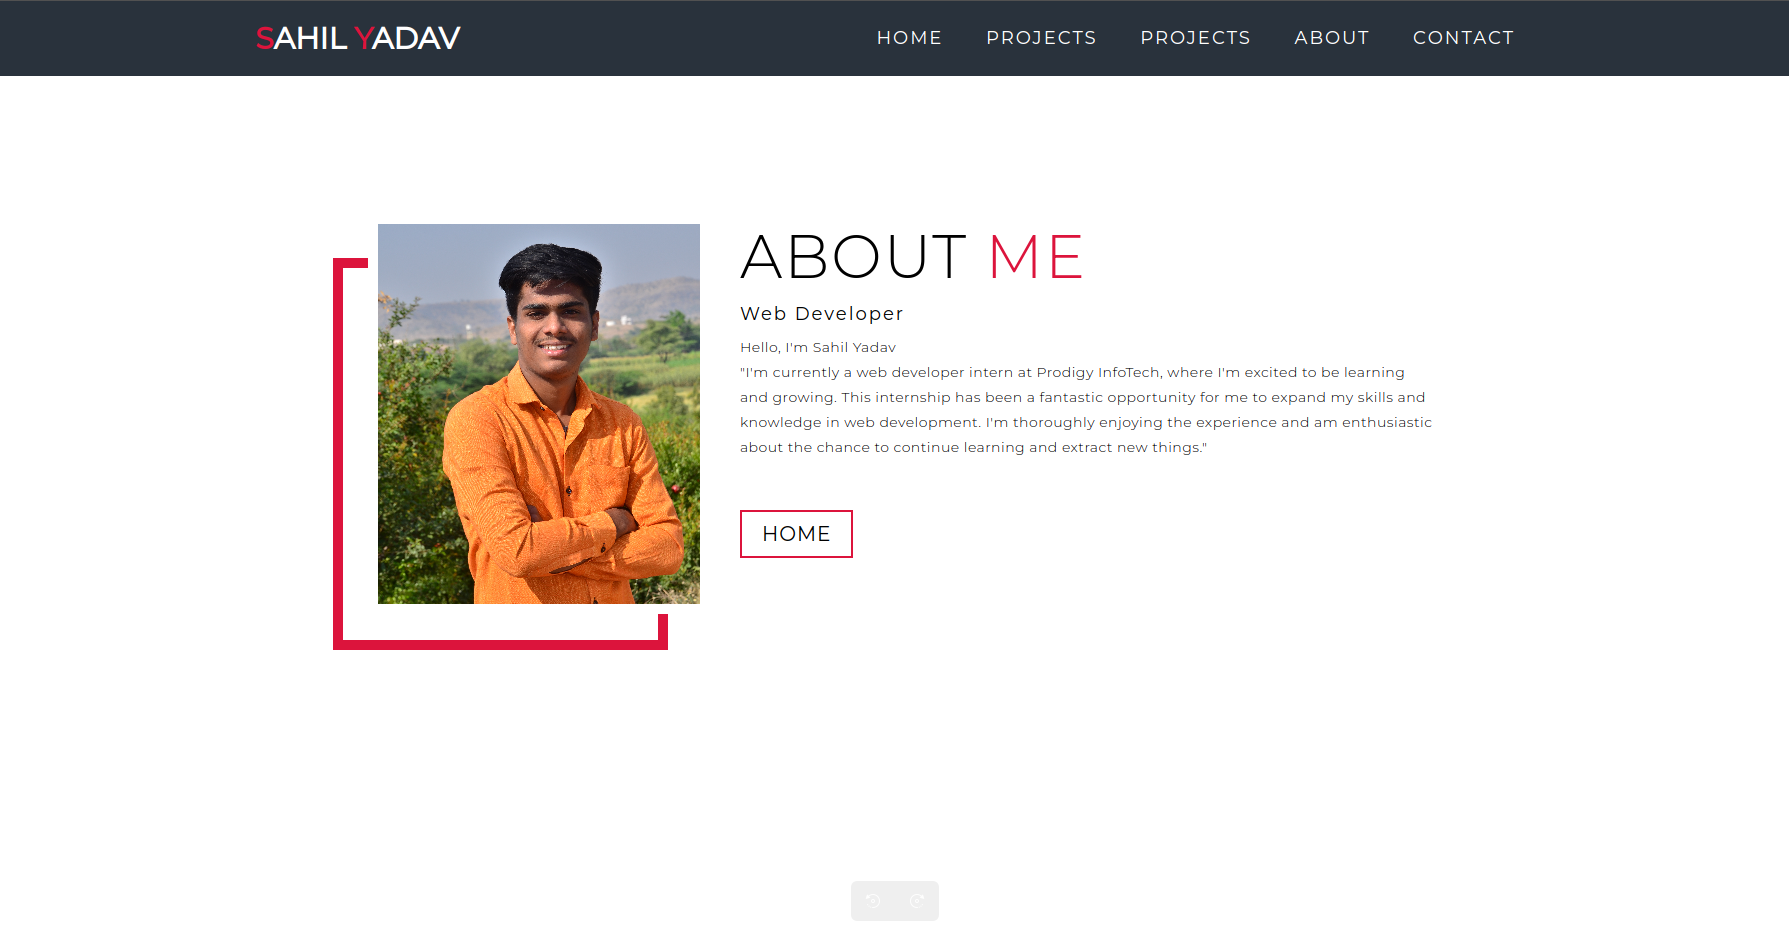 SAHIL YADAV
HOME PROJECTS PROJECTS ABOUT CONTACT
ABOUT ME
Web Developer
Hello, I'm Sahil Yadav
"I'm currently a web developer intern at Prodigy InfoTech, where I'm excited to be learning
and growing. This internship has been a fantastic opportunity for me to expand my skills and
knowledge in web development. I'm thoroughly enjoying the experience and am enthusiastic
about the chance to continue learning and extract new things."
HOME